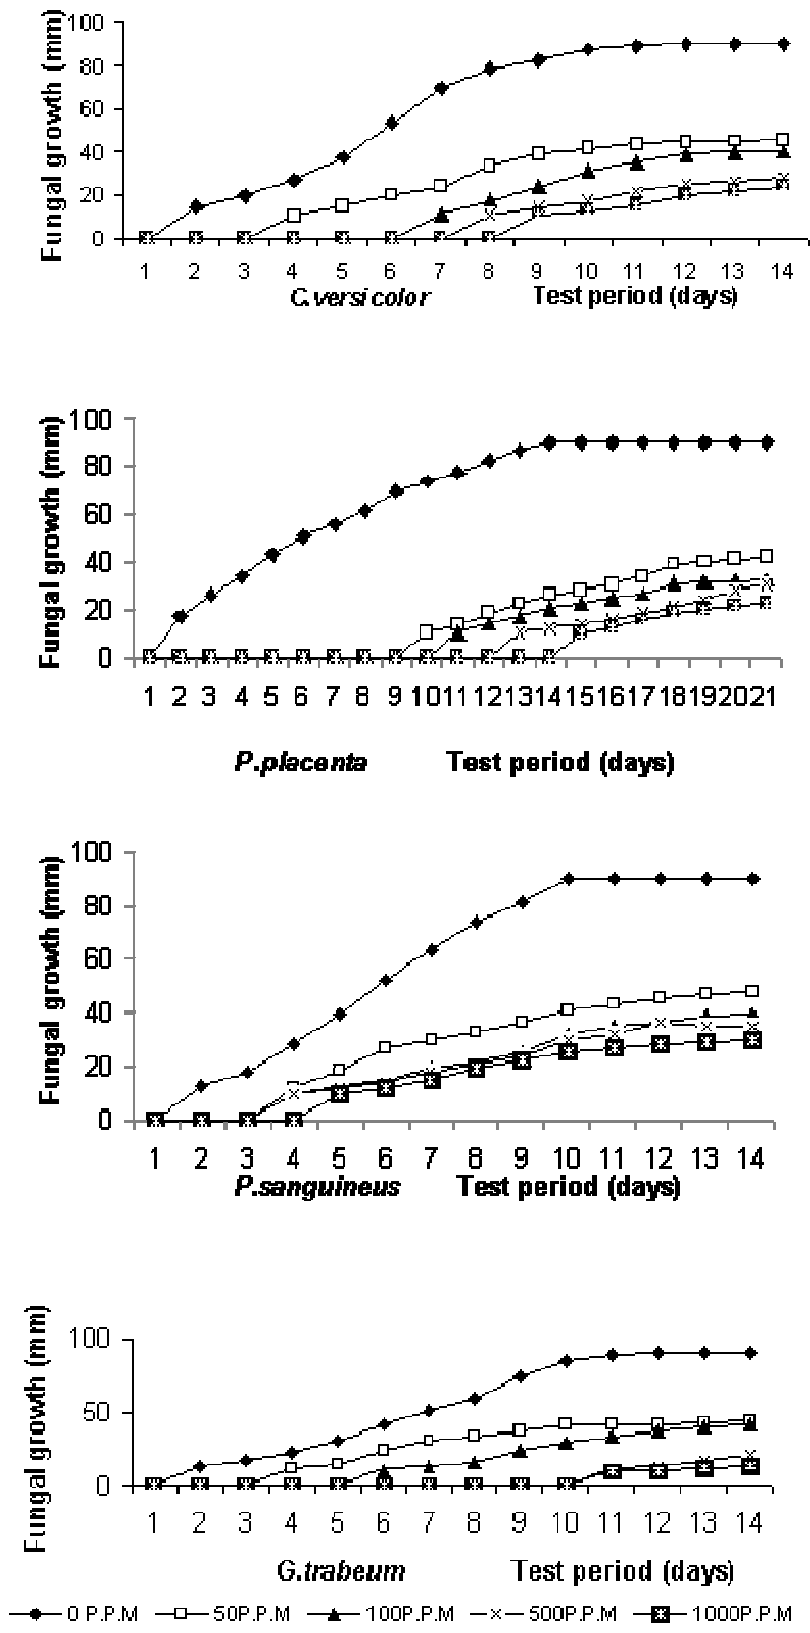 Fungal growth (mm)
100
80
60
40
20
0
1 2 3 4 5 6 7 8 9 10 11 12 13 14
C.versicolor Test period (days)
Fungal growth (mm)
100
80
60
40
20
0
1 2 3 4 5 6 7 8 9 10 11 12 13 14 15 16 17 18 19 20 21
P.placenta Test period (days)
Fungal growth (mm)
100
80
60
40
20
0
1 2 3 4 5 6 7 8 9 10 11 12 13 14
P.sanguineus Test period (days)
Fungal growth (mm)
100
50
0
1 2 3 4 5 6 7 8 9 10 11 12 13 14
G.trabeum Test period (days)
0 P.P.M 50P.P.M 100P.P.M 500P.P.M 1000P.P.M